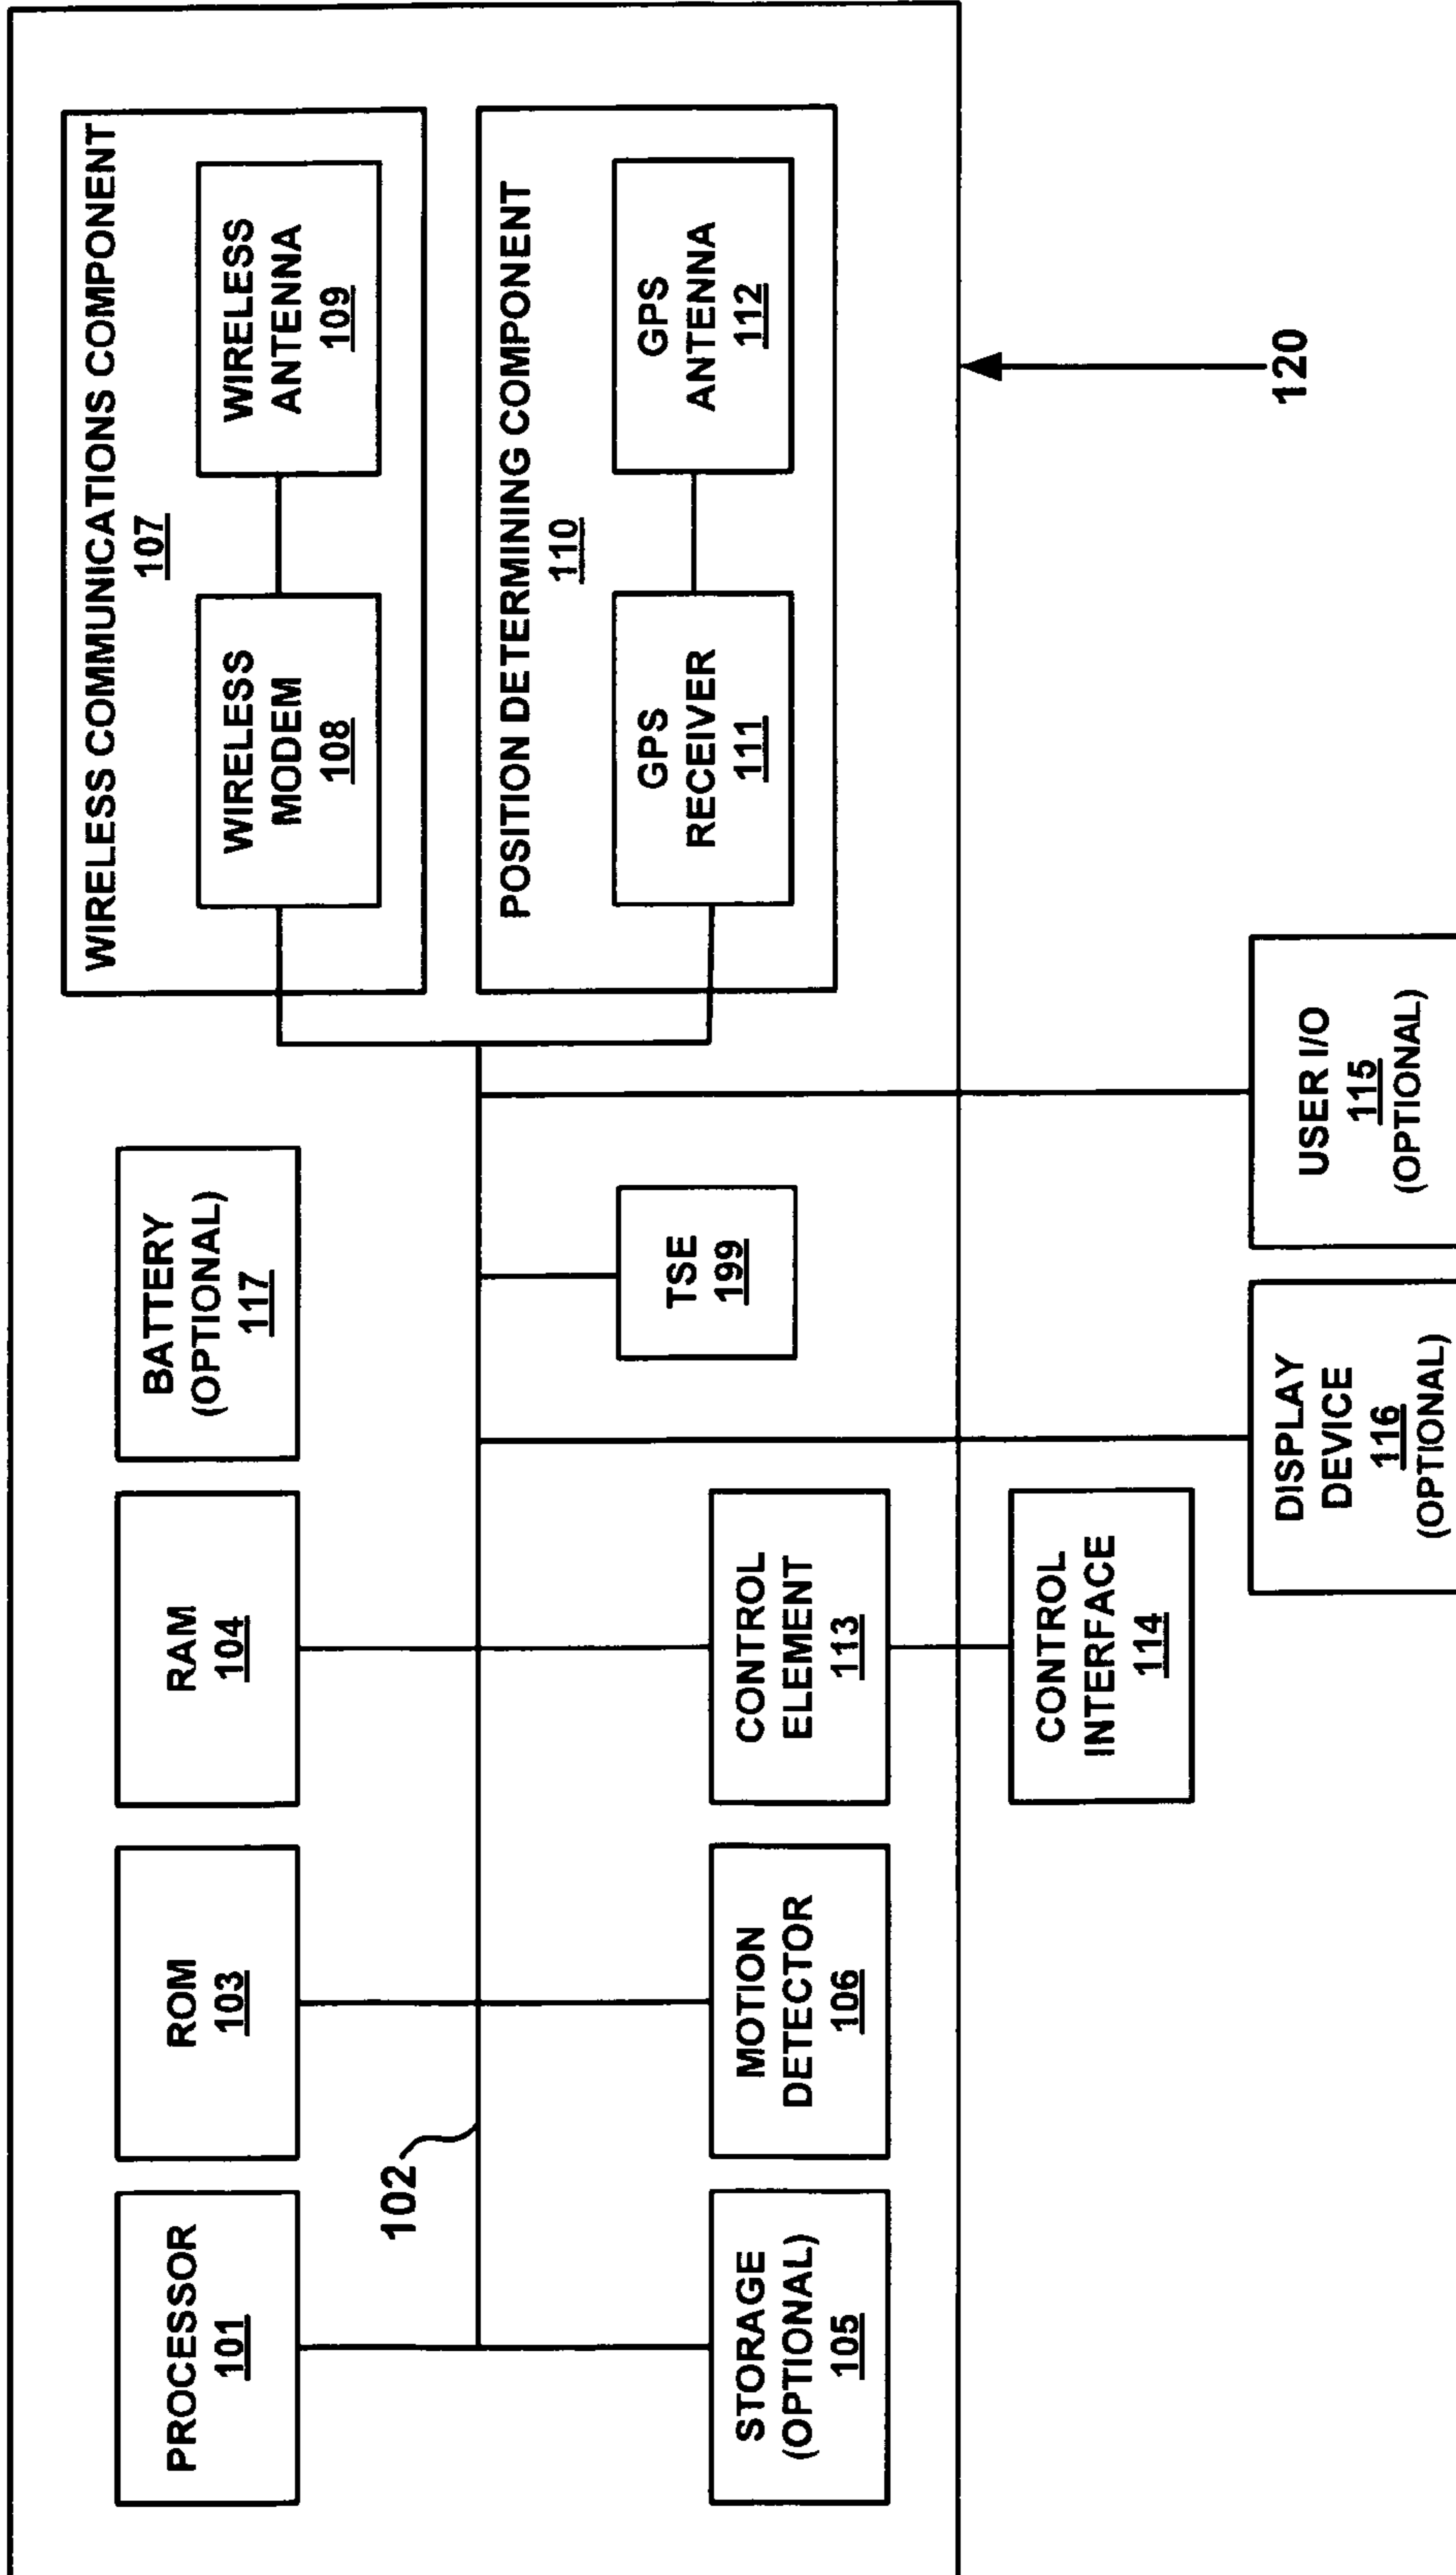 PROCESSOR
101
ROM
103
RAM
104
BATTERY
(OPTIONAL)
117
WIRELESS COMMUNICATIONS COMPONENT
107
WIRELESS
MODEM
108
WIRELESS
ANTENNA
109
102
POSITION DETERMINING COMPONENT
110
GPS
RECEIVER
111
GPS
ANTENNA
112
STORAGE
(OPTIONAL)
105
MOTION
DETECTOR
106
CONTROL
ELEMENT
113
TSE
199
CONTROL
INTERFACE
114
DISPLAY
DEVICE
116
(OPTIONAL)
USER I/O
115
(OPTIONAL)
120